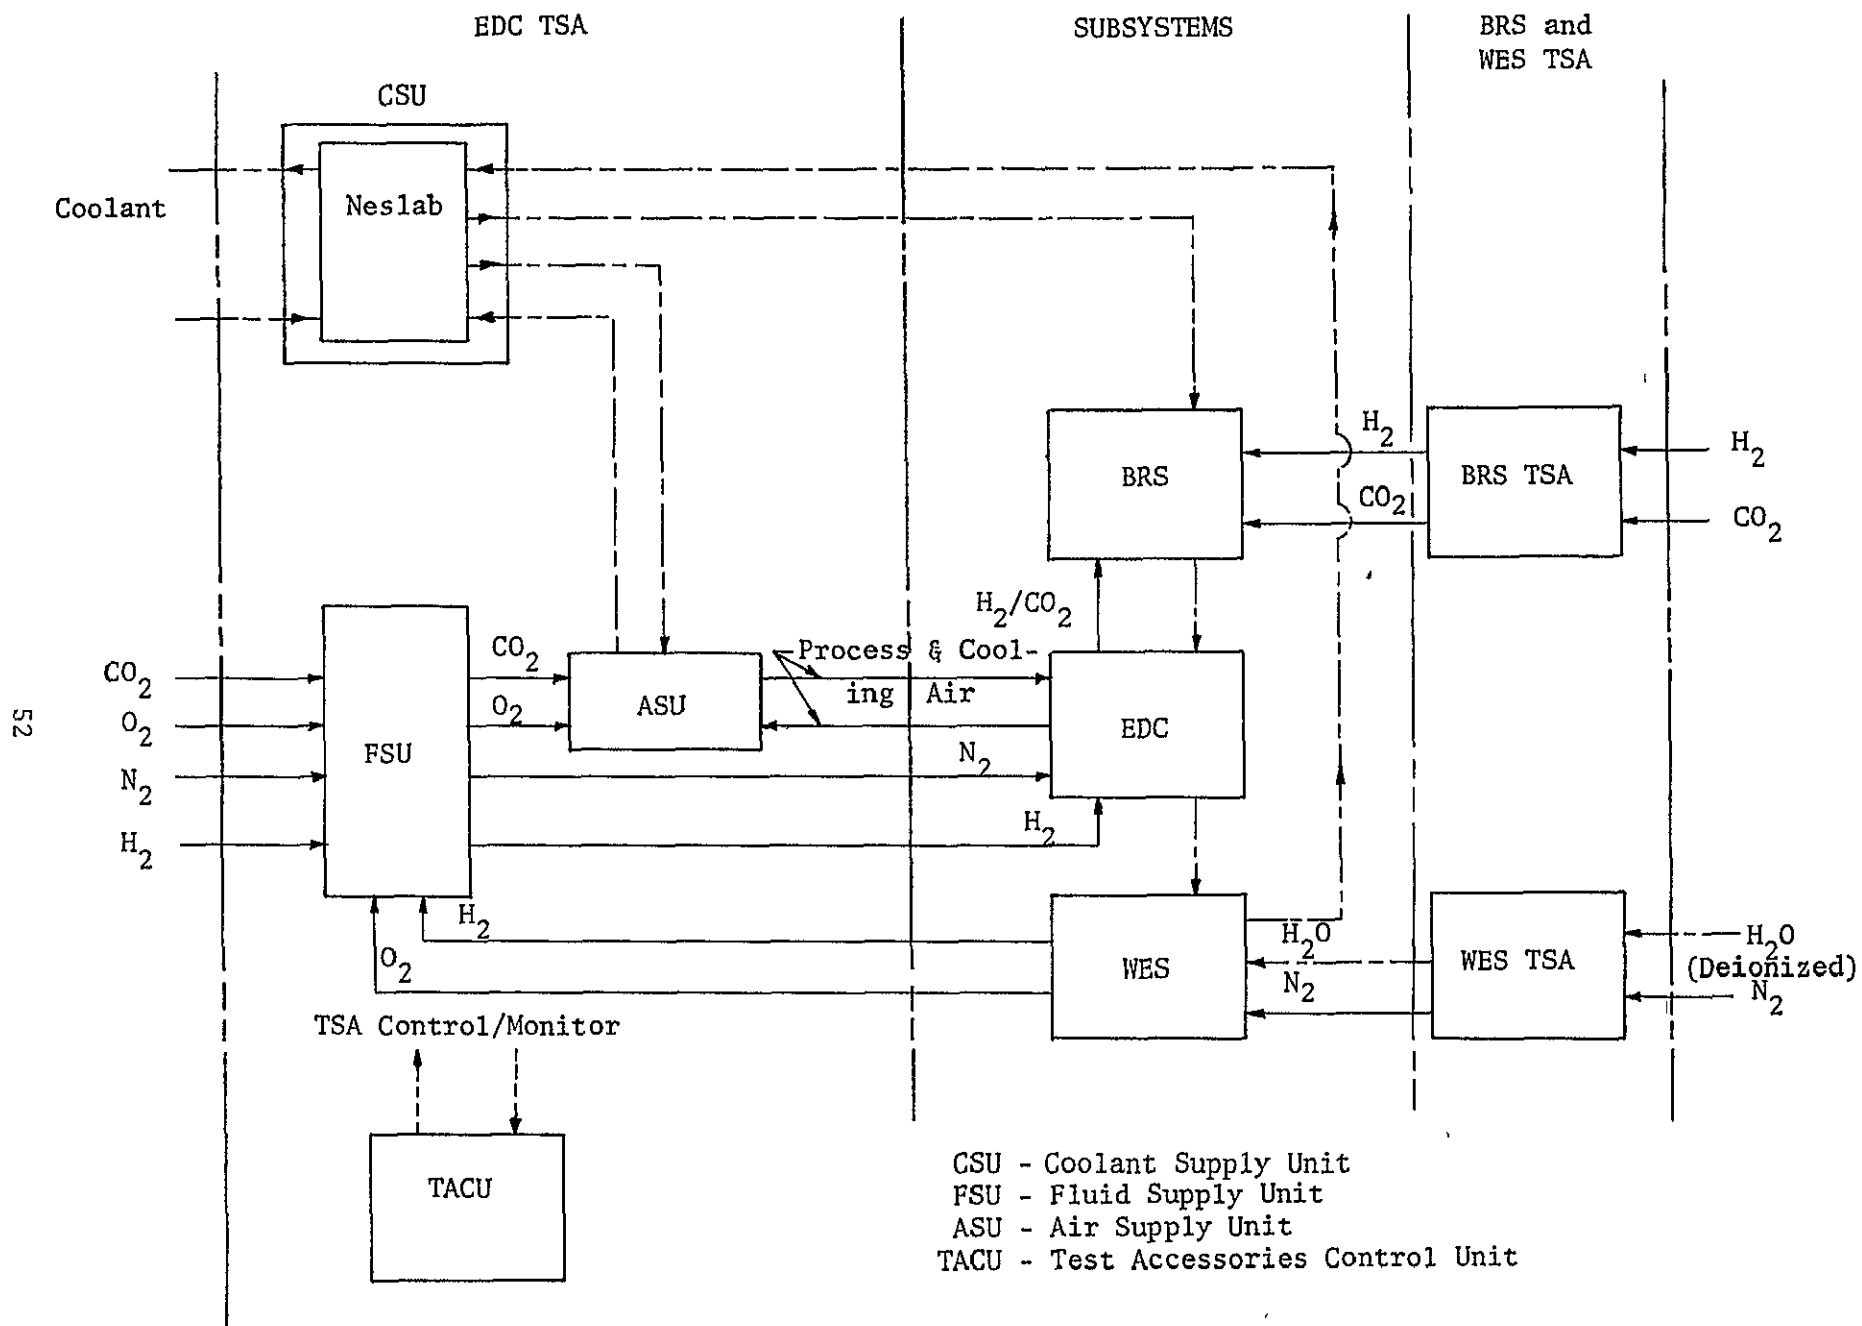 EDC TSA
SUBSYSTEMS
BRS and
WES TSA
CSU
Neslab
Coolant
BRS
H2
CO2
BRS TSA
H2
CO2
H2/CO2
CO2
O2
N2
H2
FSU
CO2
O2
ASU
Process & Cool-
ing Air
N2
H2
EDC
H2
O2
WES
H2O
N2
WES TSA
H2O
(Deionized)
N2
TSA Control/Monitor
TACU
CSU - Coolant Supply Unit
FSU - Fluid Supply Unit
ASU - Air Supply Unit
TACU - Test Accessories Control Unit
52